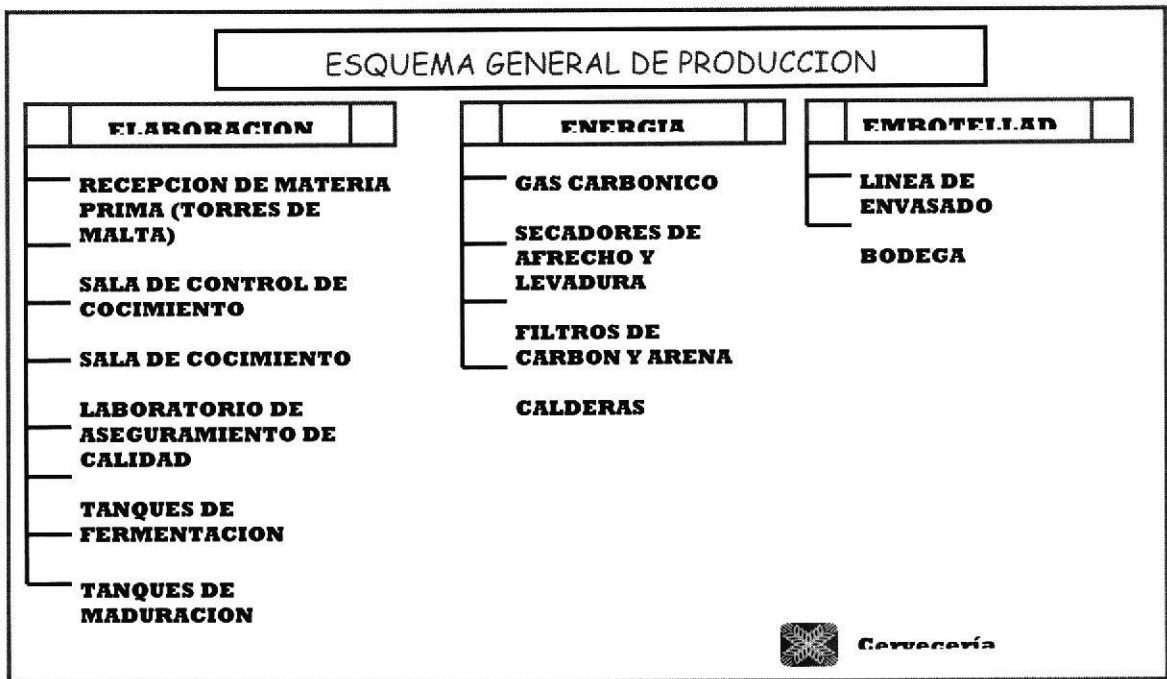 ESQUEMA GENERAL DE PRODUCCION
ELABORACION
RECEPCION DE MATERIA
PRIMA (TORRES DE
MALTA)
SALA DE CONTROL DE
COCIMIENTO
SALA DE COCIMIENTO
LABORATORIO DE
ASEGURAMIENTO DE
CALIDAD
TANQUES DE
FERMENTACION
TANQUES DE
MADURACION
ENERGIA
GAS CARBONICO
SECADORES DE
AFRECHO Y
LEVADURA
FILTROS DE
CARBON Y ARENA
CALDERAS
EMBOTELLAD
LINEA DE
ENVASADO
BODEGA
Cervecería